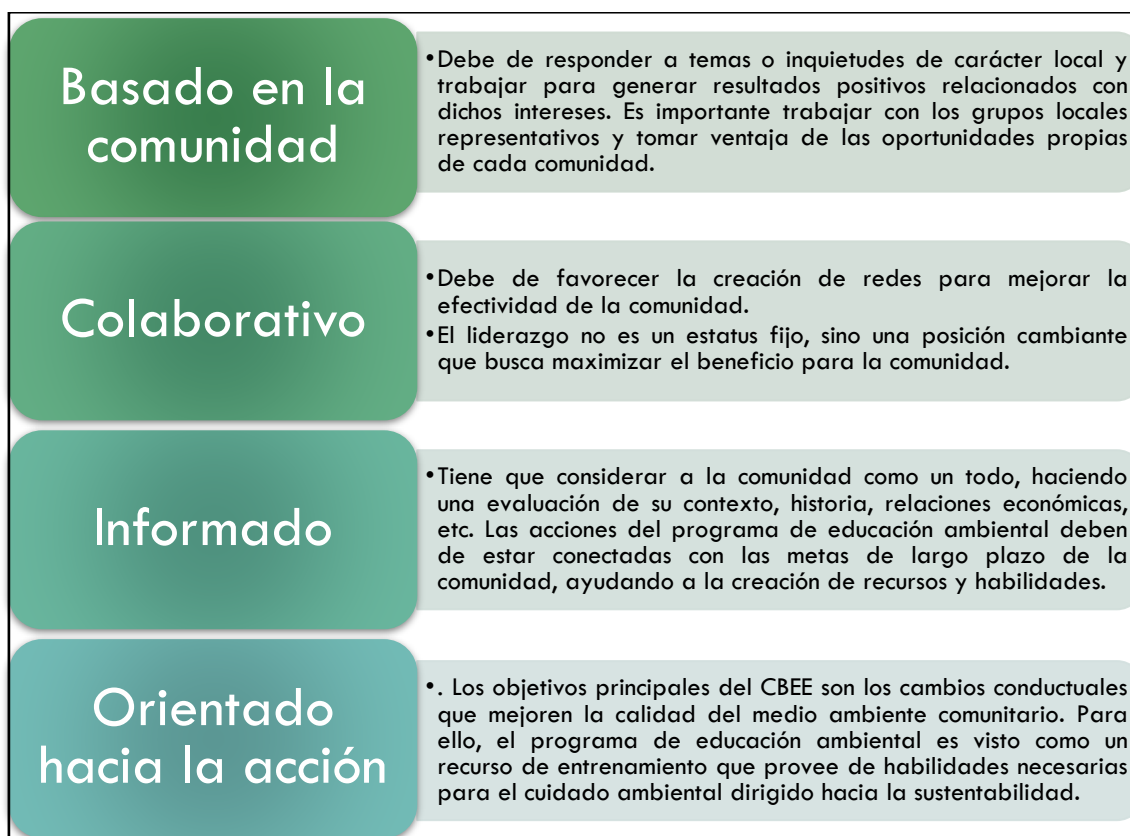 Basado en la
comunidad
•Debe de responder a temas o inquietudes de carácter local y
trabajar para generar resultados positivos relacionados con
dichos intereses. Es importante trabajar con los grupos locales
representativos y tomar ventaja de las oportunidades propias
de cada comunidad.
Colaborativo
•Debe de favorecer la creación de redes para mejorar la
efectividad de la comunidad.
•El liderazgo no es un estatus fijo, sino una posición cambiante
que busca maximizar el beneficio para la comunidad.
Informado
•Tiene que considerar a la comunidad como un todo, haciendo
una evaluación de su contexto, historia, relaciones económicas,
etc. Las acciones del programa de educación ambiental deben
de estar conectadas con las metas de largo plazo de la
comunidad, ayudando a la creación de recursos y habilidades.
Orientado
hacia la acción
•. Los objetivos principales del CBEE son los cambios conductuales
que mejoren la calidad del medio ambiente comunitario. Para
ello, el programa de educación ambiental es visto como un
recurso de entrenamiento que provee de habilidades necesarias
para el cuidado ambiental dirigido hacia la sustentabilidad.